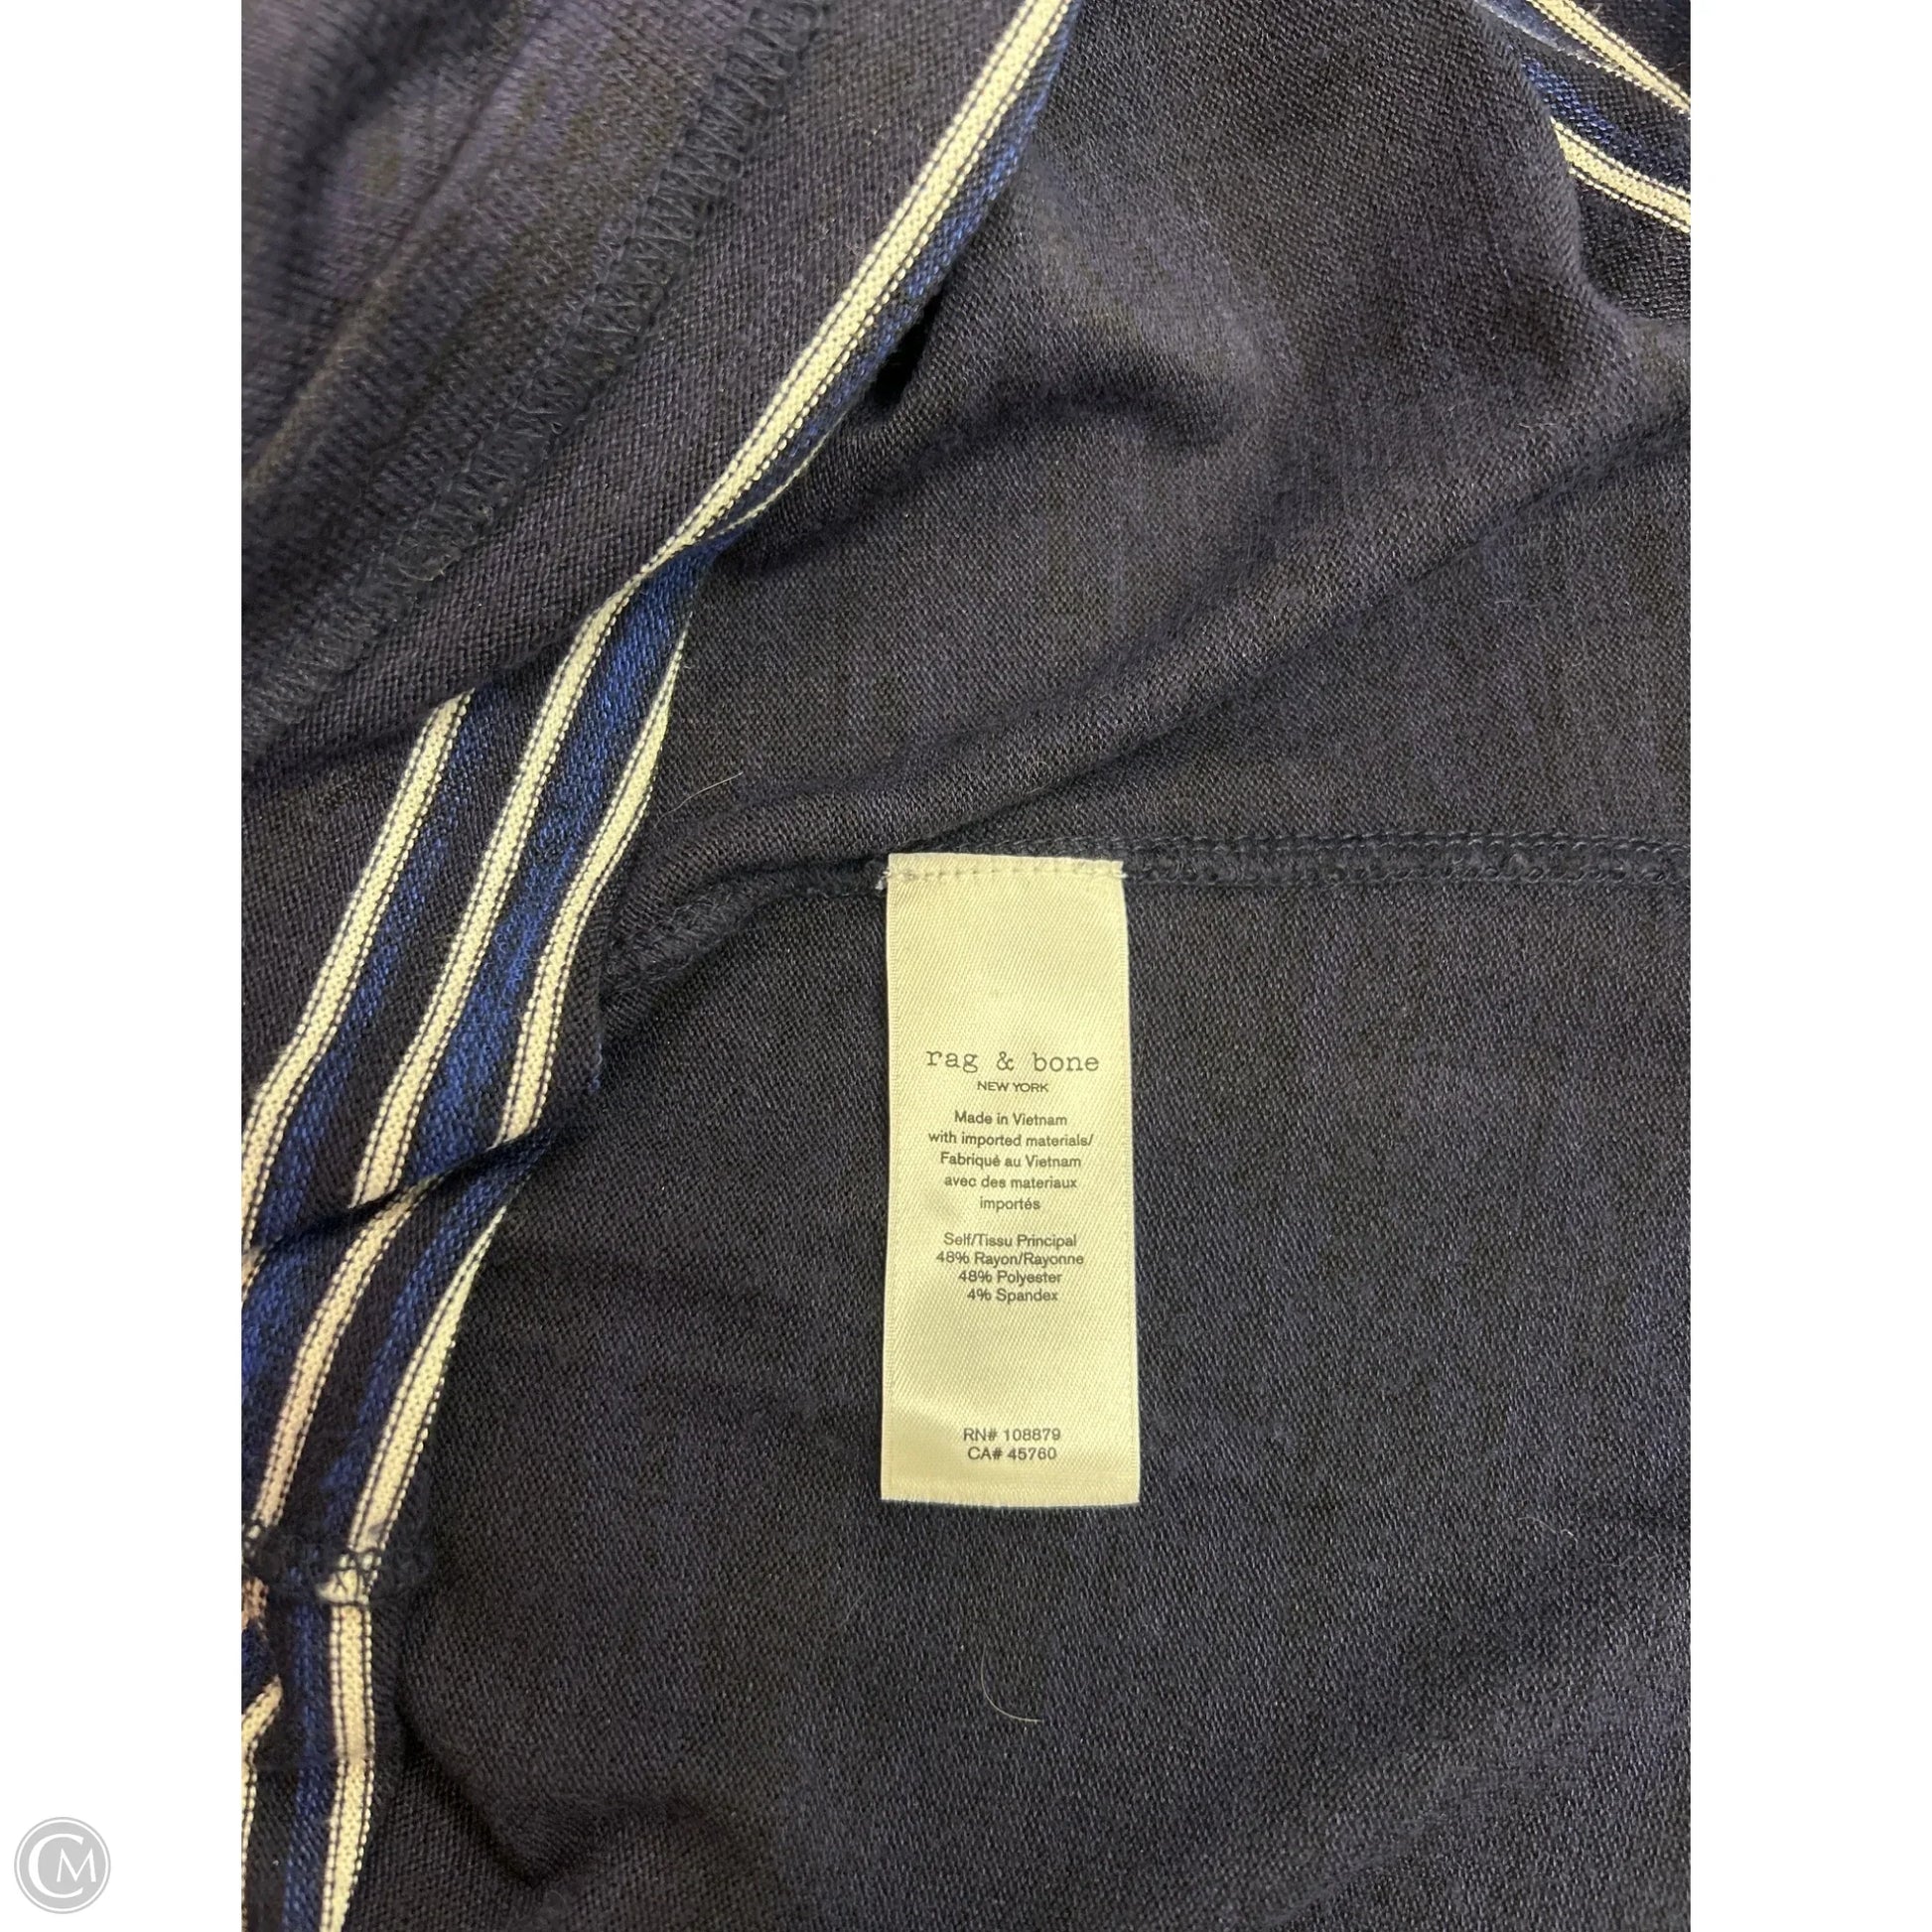 rag & bone
NEW YORK
Made in Vietnam
with imported materials/
Fabriqué au Vietnam
avec des materiaux
importés
Self/Tissu Principal
48% Rayon/Rayonne
48% Polyester
4% Spandex
RN# 108879
CA# 45760
CM